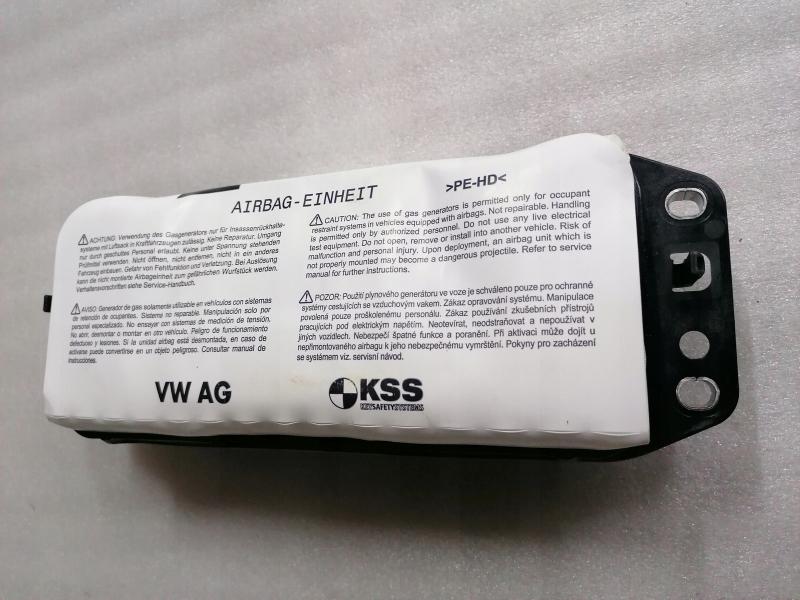 AIRBAG-EINHEIT
>PE-HD<
ACHTUNG: Verwendung des Gasgenerators nur für Insassenrückhalte-
systeme mit Luftsack in Kraftfahrzeugen zulässig. Keine Reparatur. Umgang
nur durch geschultes Personal erlaubt. Keine unter Spannung stehenden
Prüfmittel verwenden. Nicht öffnen, nicht entfernen, nicht in ein anderes
Fahrzeug einbauen. Gefahr von Fehlfunktion und Verletzung. Bei Auslösung
kann die nicht montierte Airbageinheit zum gefährlichen Wurfstück werden.
Verhaltensvorschriften siehe Service-Handbuch.
CAUTION: The use of gas generators is permitted only for occupant
restraint systems in vehicles equipped with airbags. Not repairable. Handling
is permitted only by authorized personel. Do not use any live electrical
test equipment. Do not open, remove or install into another vehicle. Risk of
malfunction and personal injury. Upon deployment, an airbag unit which is
not properly mounted may become a dangerous projectile. Refer to service
manual for further instructions.
AVISO: Generador de gas solamente utilizable en vehículos con sistemas
de retención de ocupantes. Sistema no reparable. Manipulación solo por
personal especializado. No ensayar con sistemas de medición de tensión.
No abrir, desmontar o montar en otro vehículo. Peligro de funcionamiento
defectuoso y lesiones. Si la unidad airbag está desmontada, en caso de
activarse puede convertirse en un objeto peligroso. Consultar manual de
instrucciones.
POZOR: Použití plynového generátoru ve voze je schváleno pouze pro ochranné
systémy cestujících se vzduchovým vakem. Zákaz opravování systému. Manipulace
povolena pouze proškolenému personálu. Zákaz používání zkušebních přístrojů
pracujících pod elektrickým napětím. Neotevírat, neodstraňovat a nepoužívat v
jiných vozidlech. Nebezpečí špatné funkce a poranění. Při aktivaci může dojít u
nepřimontovaného airbagu k jeho nebezpečnému vymrštění. Pokyny pro zacházení
se systémem viz. servisní návod.
VW AG
KSS
KEYSAFETYSYSTEMS